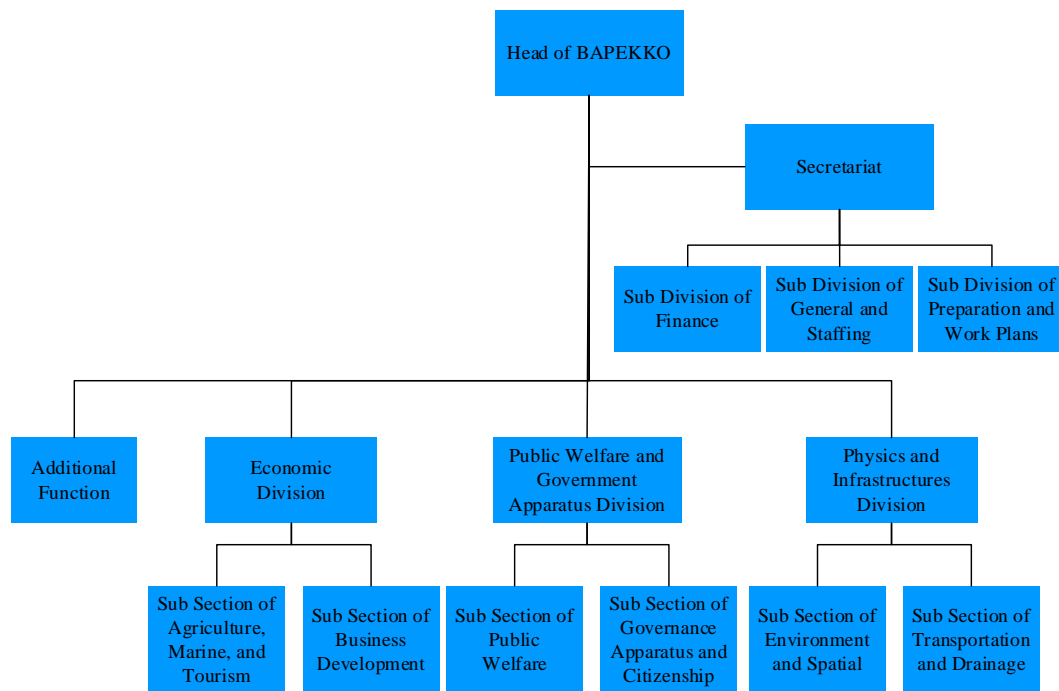 Head of BAPEKKO
Secretariat
Sub Division of
Finance
Sub Division of
General and
Staffing
Sub Division of
Preparation and
Work Plans
Additional
Function
Economic
Division
Public Welfare and
Government
Apparatus Division
Physics and
Infrastructures
Division
Sub Section of
Agriculture,
Marine, and
Tourism
Sub Section of
Business
Development
Sub Section of
Public
Welfare
Sub Section of
Governance
Apparatus and
Citizenship
Sub Section of
Environment
and Spatial
Sub Section of
Transportation
and Drainage